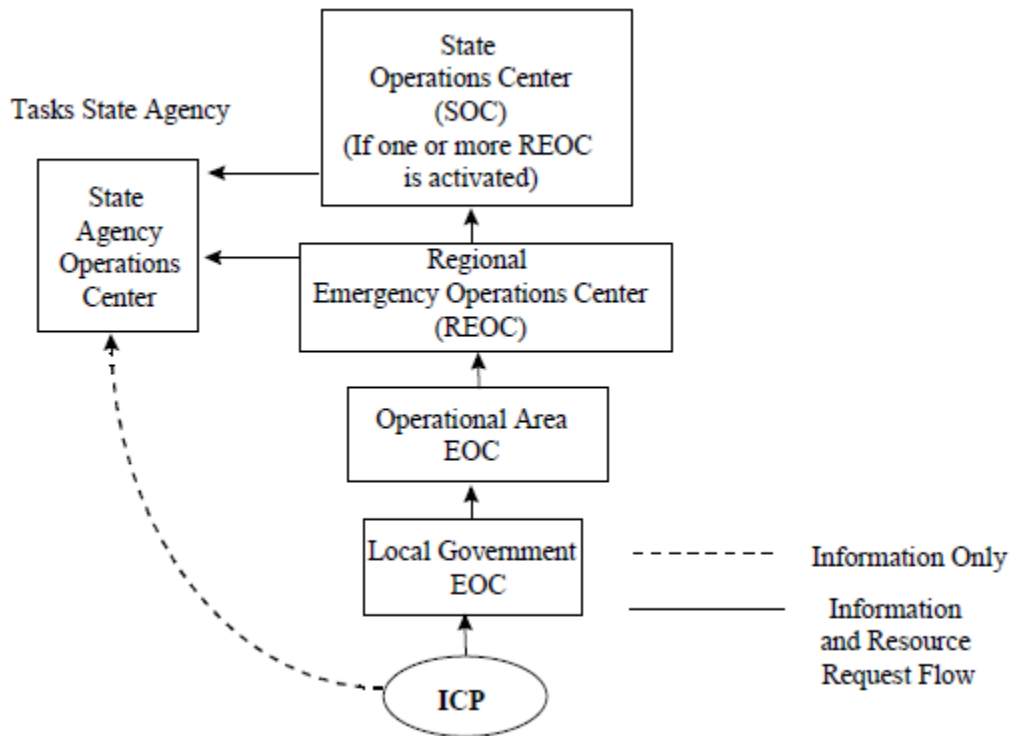 State
Operations Center
(SOC)
(If one or more REOC
is activated)
Tasks State Agency
State
Agency
Operations
Center
Regional
Emergency Operations Center
(REOC)
Operational Area
EOC
Local Government
EOC
ICP
Information Only
Information
and Resource
Request Flow